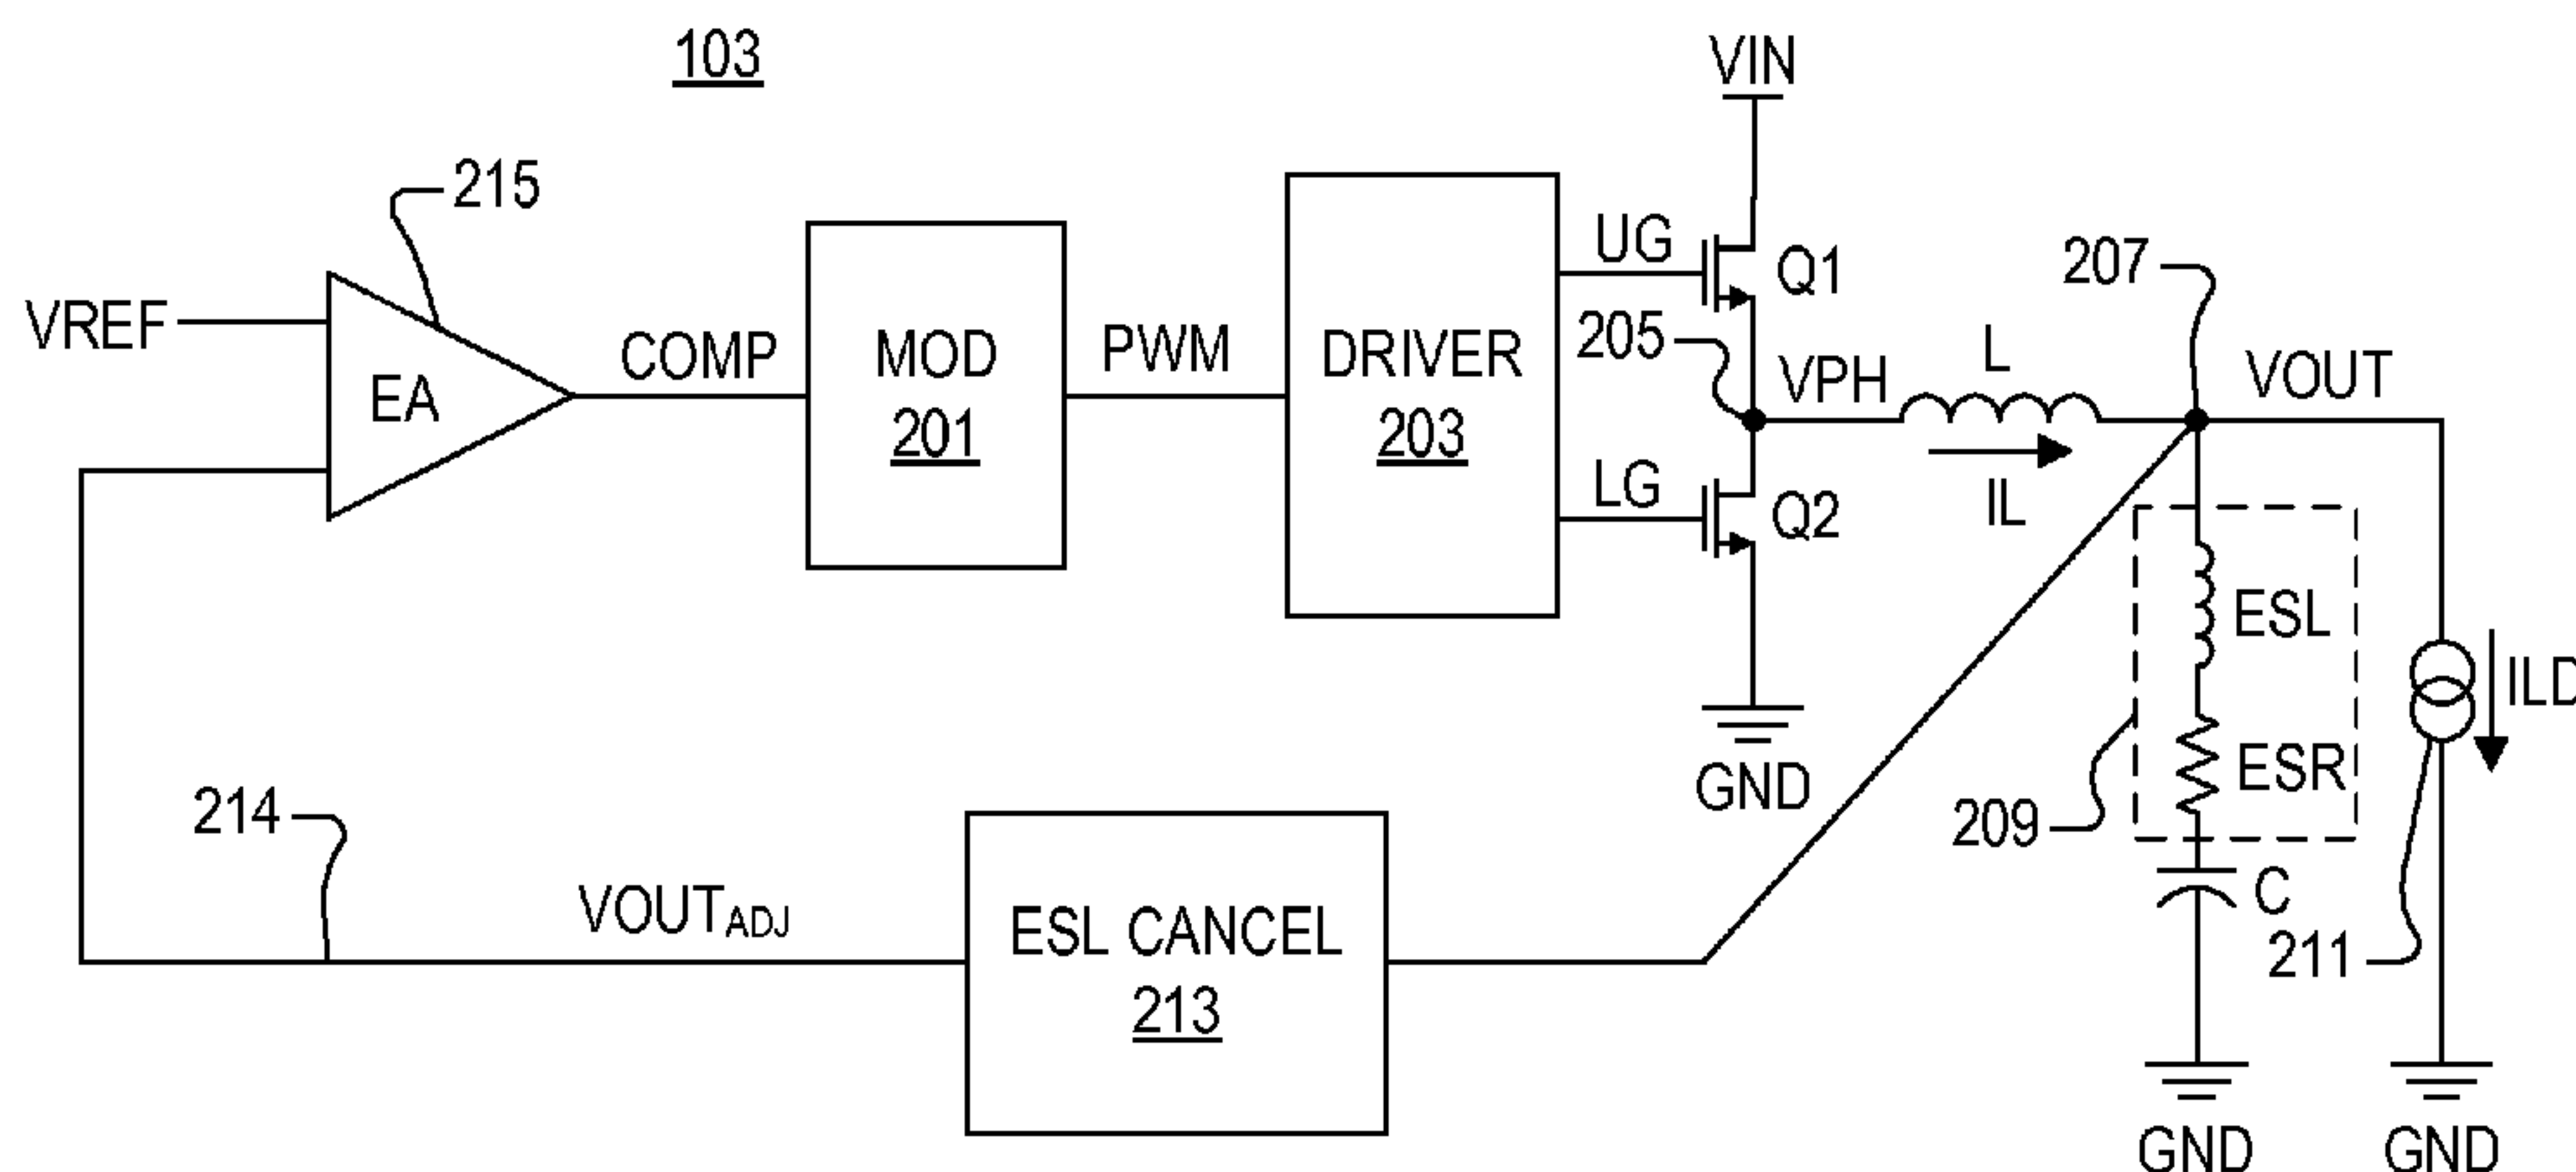 103
VIN
215
UG
Q1
207
VREF
COMP
MOD
201
PWM
DRIVER
203
205
VPH
L
VOUT
EA
LG
Q2
IL
ESL
ILD
ESR
GND
209
214
VOUTADJ
ESL CANCEL
213
C
211
GND
GND